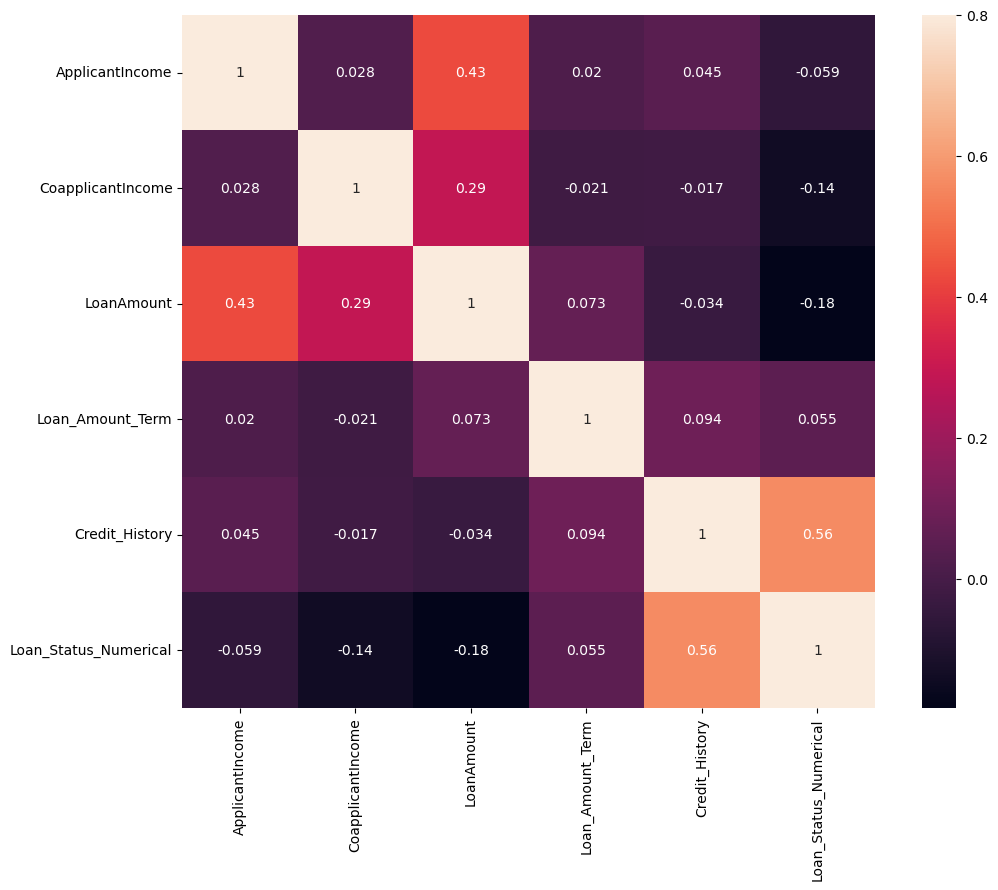 0.8
ApplicantIncome 1 0.028 0.43 0.02 0.045 -0.059
0.6
CoapplicantIncome 0.028 1 0.29 -0.021 -0.017 -0.14
LoanAmount 0.43 0.29 1 0.073 -0.034 -0.18
0.4
Loan_Amount_Term 0.02 -0.021 0.073 1 0.094 0.055
0.2
Credit_History 0.045 -0.017 -0.034 0.094 1 0.56
0.0
Loan_Status_Numerical -0.059 -0.14 -0.18 0.055 0.56 1
ApplicantIncome
CoapplicantIncome
LoanAmount
Loan_Amount_Term
Credit_History
Loan_Status_Numerical